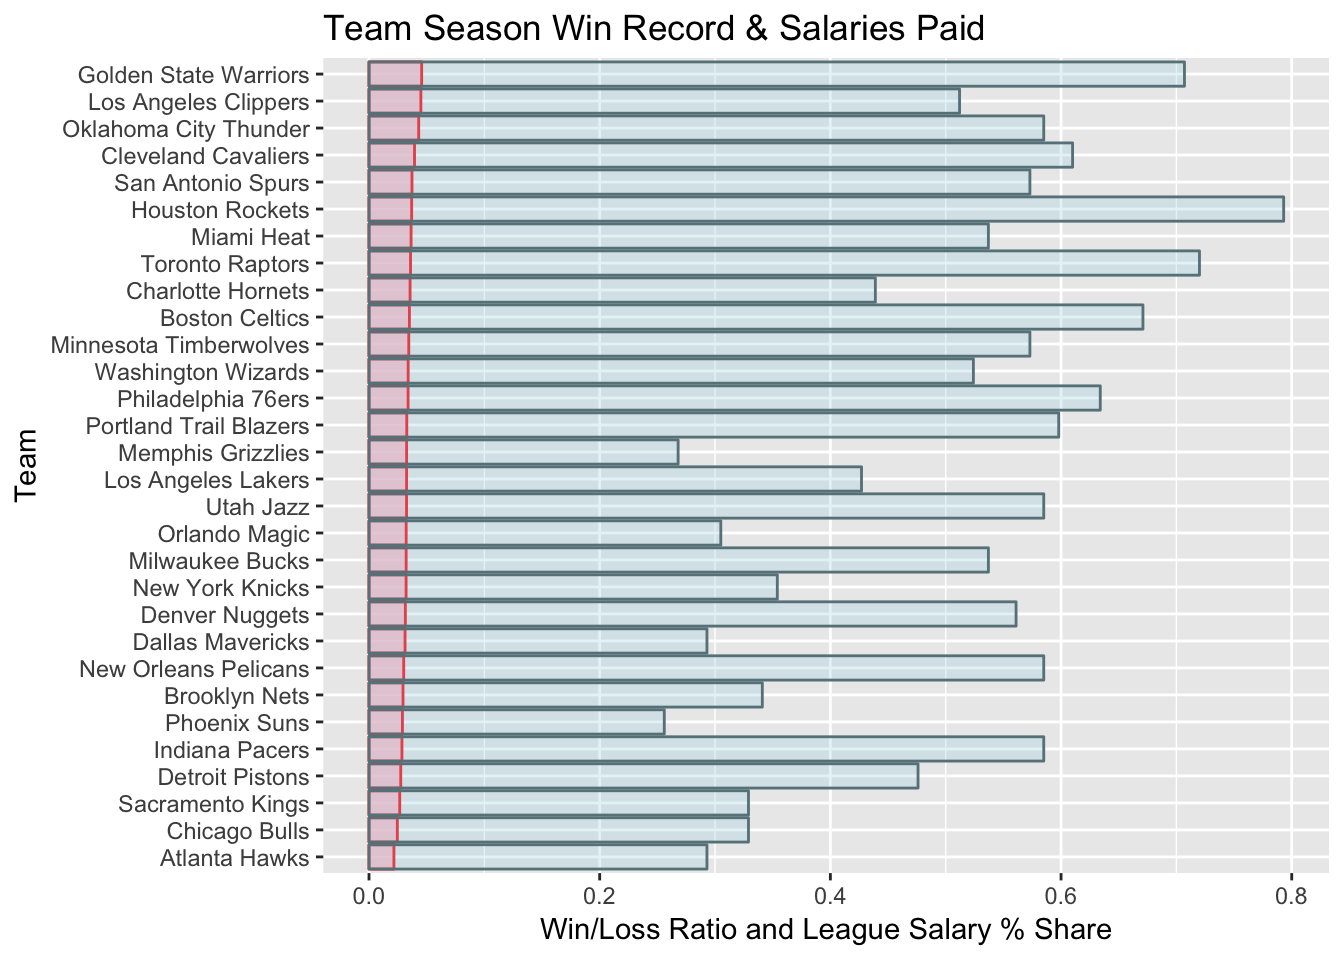 Team Season Win Record & Salaries Paid
Golden State Warriors
Los Angeles Clippers
Oklahoma City Thunder
Cleveland Cavaliers
San Antonio Spurs
Houston Rockets
Miami Heat
Toronto Raptors
Charlotte Hornets
Boston Celtics
Minnesota Timberwolves
Washington Wizards
Philadelphia 76ers
Portland Trail Blazers
Memphis Grizzlies
Los Angeles Lakers
Utah Jazz
Orlando Magic
Milwaukee Bucks
New York Knicks
Denver Nuggets
Dallas Mavericks
New Orleans Pelicans
Brooklyn Nets
Phoenix Suns
Indiana Pacers
Detroit Pistons
Sacramento Kings
Chicago Bulls
Atlanta Hawks
Team
0.0 0.2 0.4 0.6 0.8
Win/Loss Ratio and League Salary % Share